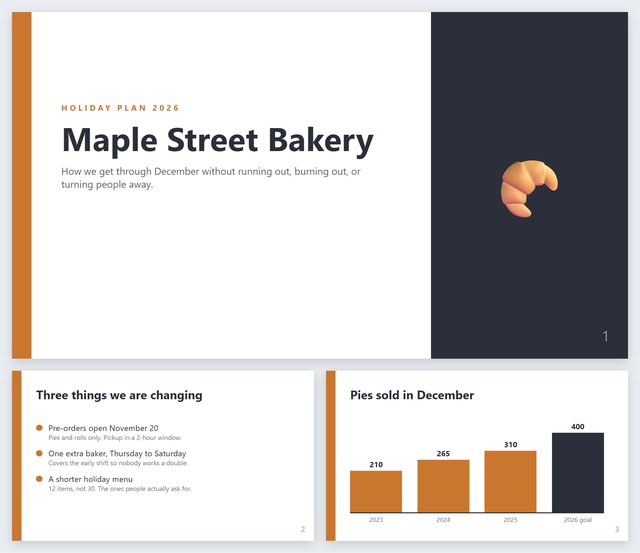 HOLIDAY PLAN 2026
Maple Street Bakery
How we get through December without running out, burning out, or
turning people away.
1
Three things we are changing
Pre-orders open November 20
Pies and rolls only. Pickup in a 2-hour window.
One extra baker, Thursday to Saturday
Covers the early shift so nobody works a double.
A shorter holiday menu
12 items, not 30. The ones people actually ask for.
2
Pies sold in December
210
265
310
400
2023
2024
2025
2026 goal
3